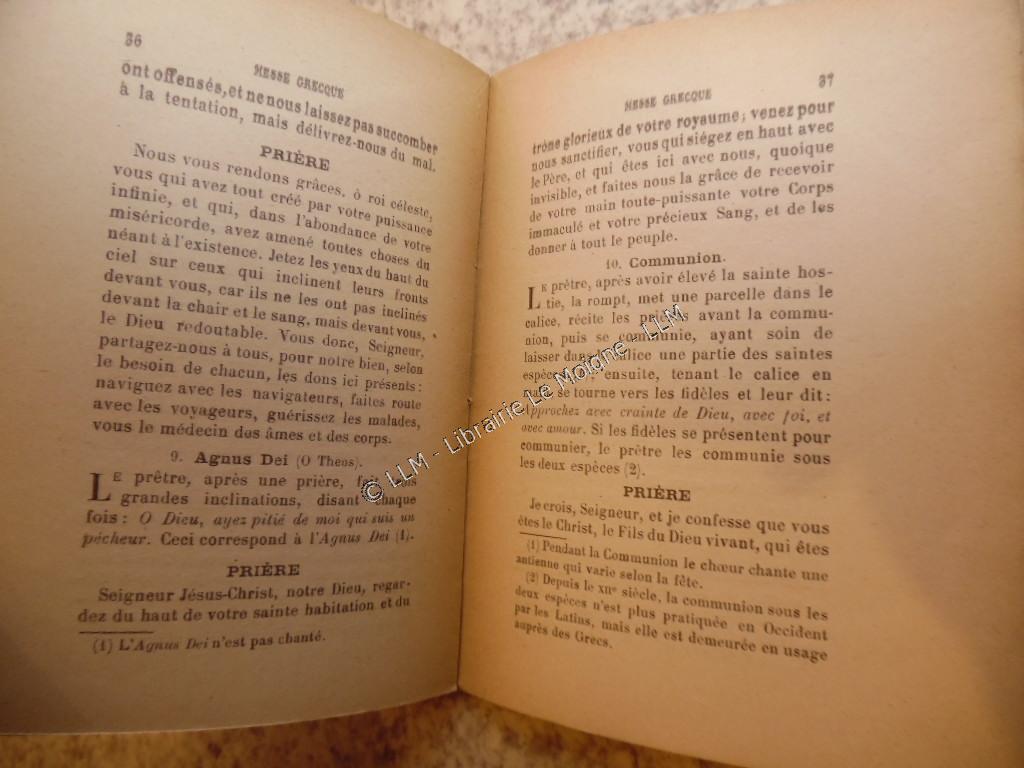 36
MESSE GRECQUE
ont offensés, et ne nous laissez pas succomber
à la tentation, mais délivrez-nous du mal.
PRIÈRE
Nous vous rendons grâces, ô roi céleste,
vous qui avez tout créé par votre puissance
infinie, et qui, dans l'abondance de votre
miséricorde, avez amené toutes choses du
néant à l'existence. Jetez les yeux du haut du
ciel sur ceux qui inclinent leurs fronts
devant vous, car ils ne les ont pas inclinés
devant la chair et le sang, mais devant vous,
le Dieu redoutable. Vous donc, Seigneur,
partagez-nous à tous, pour notre bien, selon
le besoin de chacun, les dons ici présents :
naviguez avec les navigateurs, faites route
avec les voyageurs, guérissez les malades,
vous le médecin des âmes et des corps.
9. Agnus Dei (O Theos).
LE prêtre, après une prière, trois
grandes inclinations, disant chaque
fois : O Dieu, ayez pitié de moi qui suis un
pécheur. Ceci correspond à l'Agnus Dei (1).
PRIÈRE
Seigneur Jésus-Christ, notre Dieu, regar-
dez du haut de votre sainte habitation et du
(1) L'Agnus Dei n'est pas chanté.
MESSE GRECQUE
37
trône glorieux de votre royaume ; venez pour
nous sanctifier, vous qui siégez en haut avec
le Père, et qui êtes ici avec nous, quoique
invisible, et faites nous la grâce de recevoir
de votre main toute-puissante votre Corps
immaculé et votre précieux Sang, et de les
donner à tout le peuple.
10. Communion.
LE prêtre, après avoir élevé la sainte hos-
tie, la rompt, met une parcelle dans le
calice, récite les prières avant la commu-
nion, puis se communie, ayant soin de
laisser dans le calice une partie des saintes
ensuite, tenant le calice en
main, se tourne vers les fidèles et leur dit :
Approchez avec crainte de Dieu, avec foi, et
avec amour. Si les fidèles se présentent pour
communier, le prêtre les communie sous
les deux espèces (2).
PRIÈRE
Je crois, Seigneur, et je confesse que vous
êtes le Christ, le Fils du Dieu vivant, qui êtes
(1) Pendant la Communion le chœur chante une
antienne qui varie selon la fête.
(2) Depuis le XIIe siècle, la communion sous les
deux espèces n'est plus pratiquée en Occident
par les Latins, mais elle est demeurée en usage
auprès des Grecs.
© LLM - Librairie Le Moigne - LLM